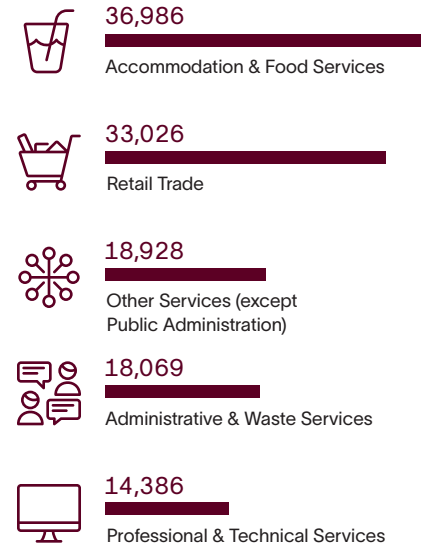 36,986
Accommodation & Food Services
33,026
Retail Trade
18,928
Other Services (except
Public Administration)
18,069
Administrative & Waste Services
14,386
Professional & Technical Services